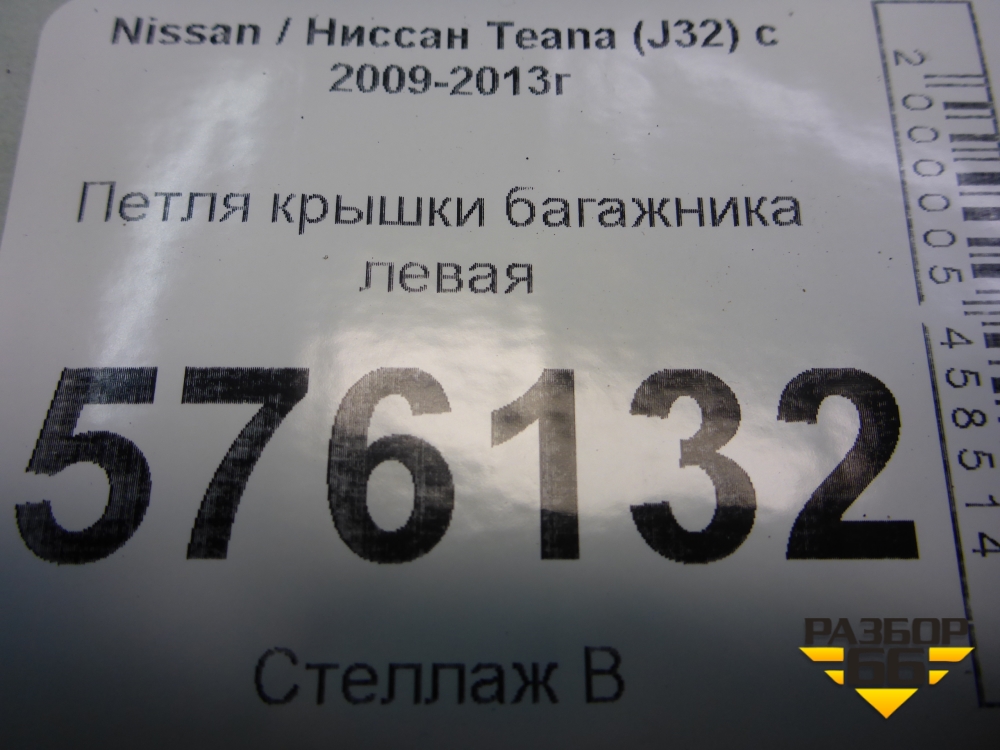 Nissan / Ниссан Teana (J32) с
2009-2013г
Петля крышки багажника
левая
576132
Стеллаж В
2000005458514
РАЗБОР
66